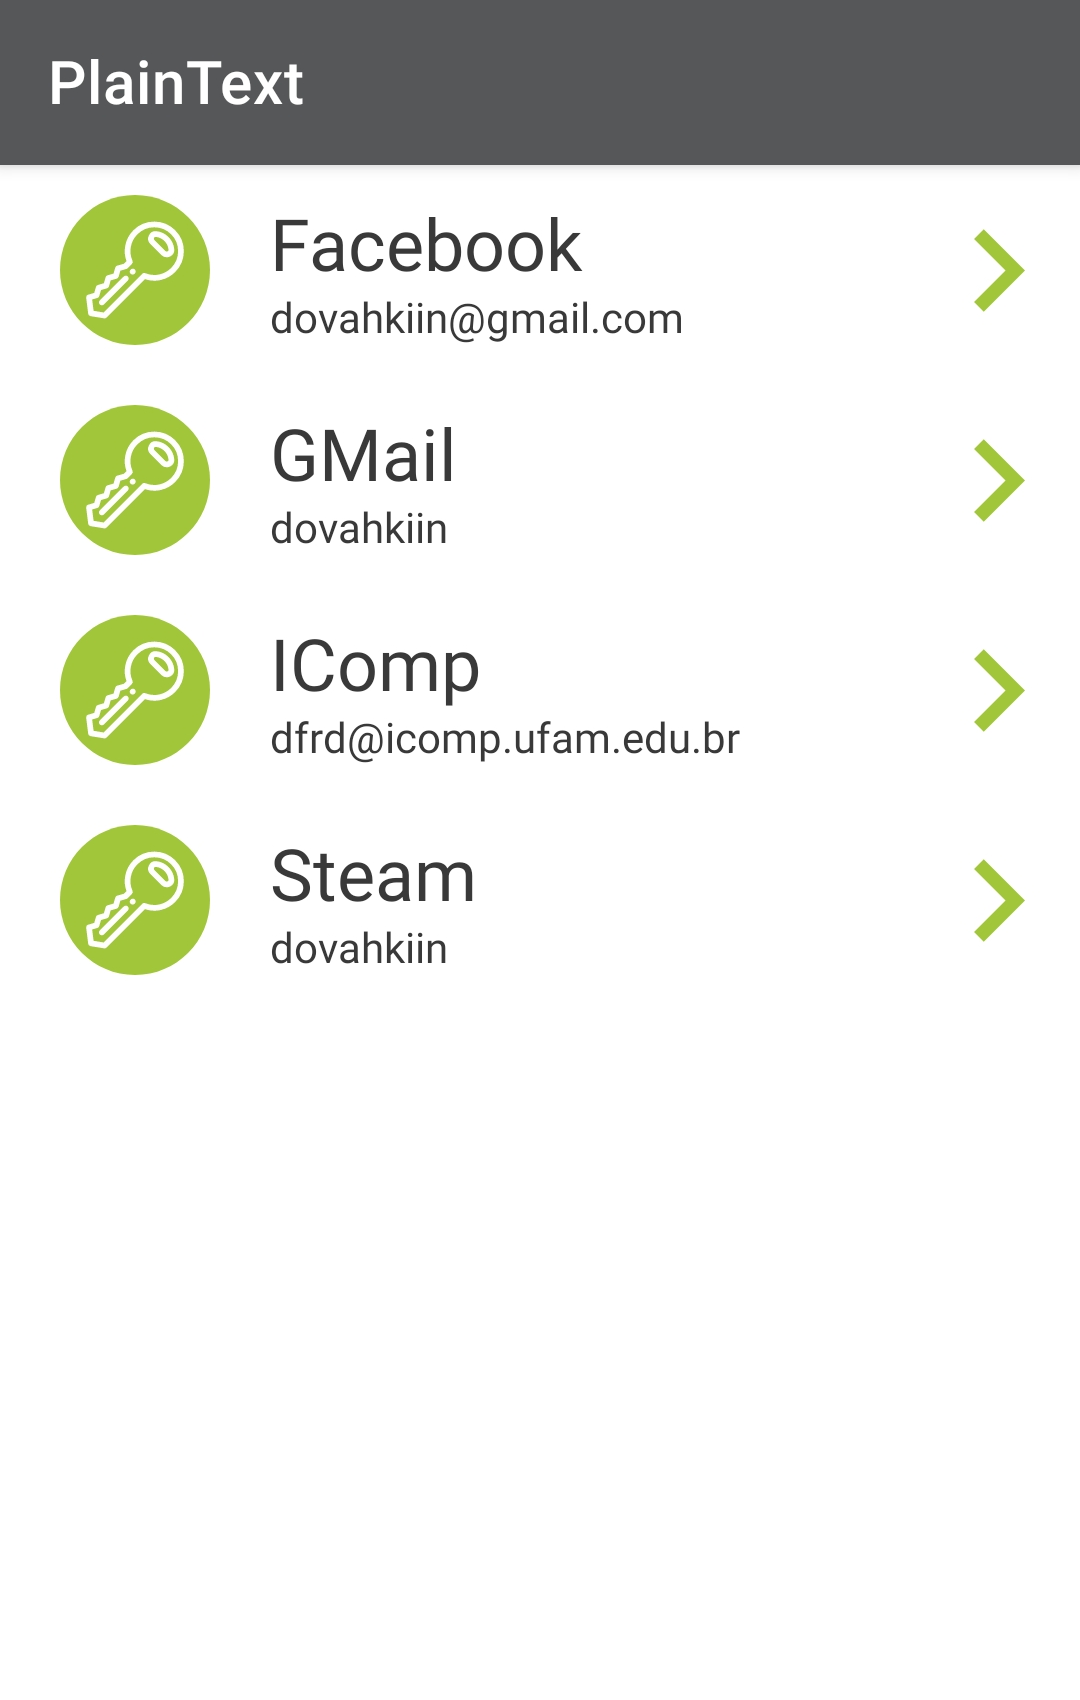 PlainText
Facebook
dovahkiin@gmail.com
GMail
dovahkiin
IComp
dfrd@icomp.ufam.edu.br
Steam
dovahkiin